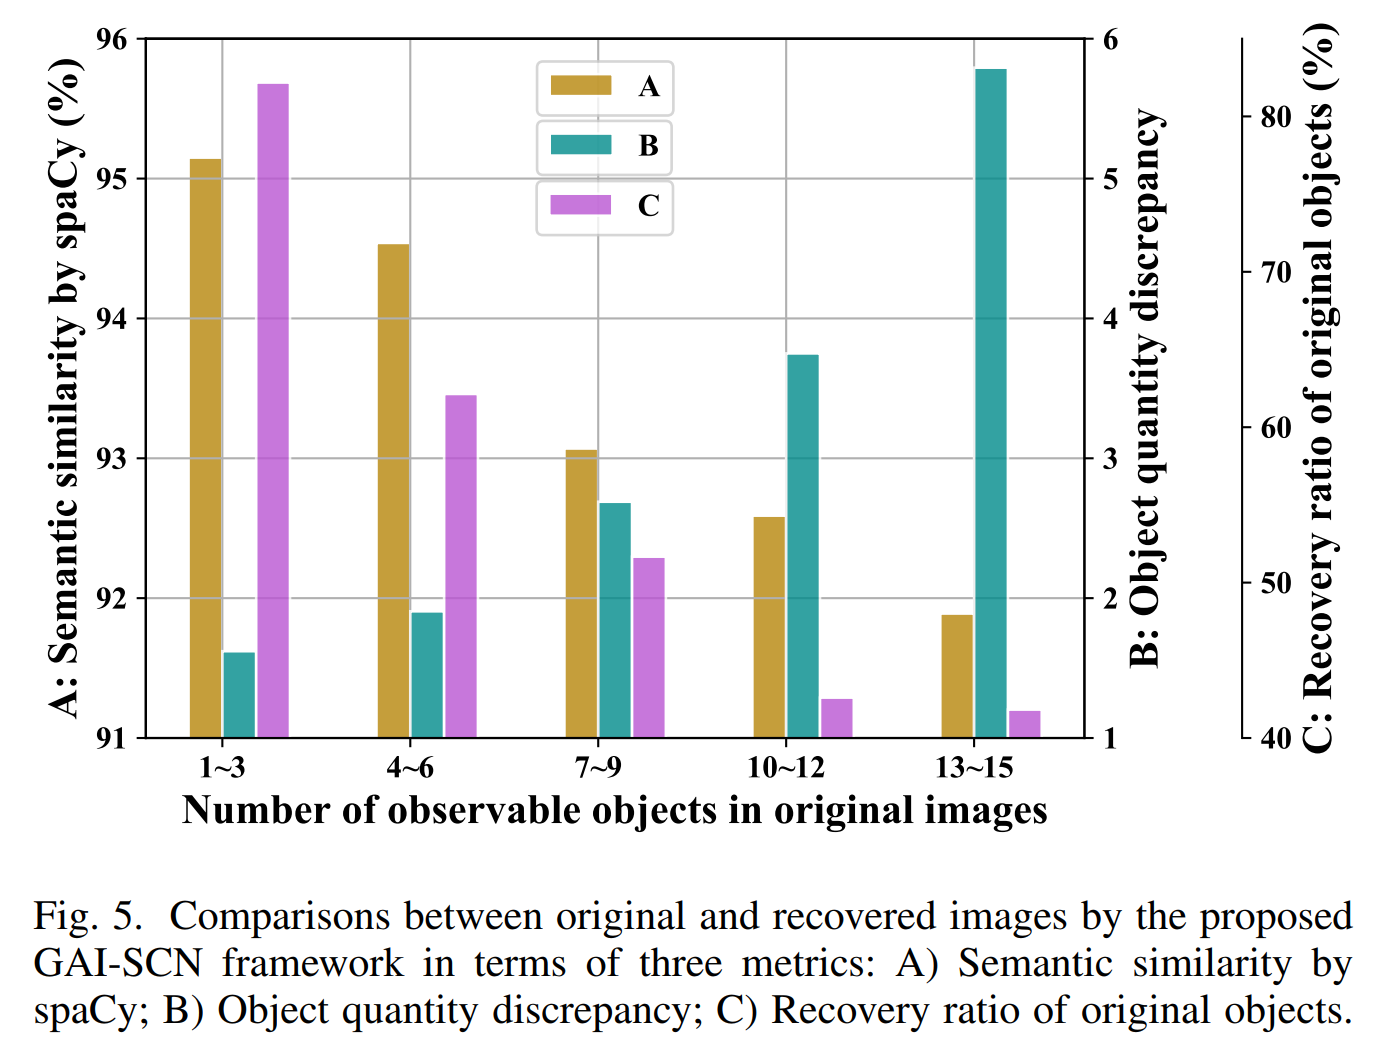 96
95
94
93
92
91
A: Semantic similarity by spaCy (%)
A
B
C
6
5
4
3
2
1
B: Object quantity discrepancy
80
70
60
50
40
C: Recovery ratio of original objects (%)
1~3 4~6 7~9 10~12 13~15
Number of observable objects in original images
Fig. 5. Comparisons between original and recovered images by the proposed
GAI-SCN framework in terms of three metrics: A) Semantic similarity by
spaCy; B) Object quantity discrepancy; C) Recovery ratio of original objects.